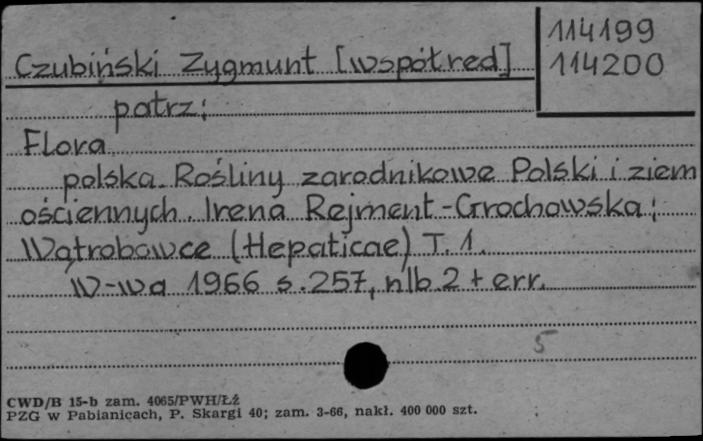 114199
Czubiński Zygmunt [współred]
114200
patrz:
Flora
polska. Rośliny zarodnikowe Polski i ziem
ościennych. Irena Rejment-Grochowska:
Wątrobowce (Hepaticae) T. 1.
W-wa 1966 s. 257, nlb. 2 + err.
5
CWD/B 15-b zam. 4065/PWH/Łż
PZG w Pabianicach, P. Skargi 40; zam. 3-66, nakł. 400 000 szt.